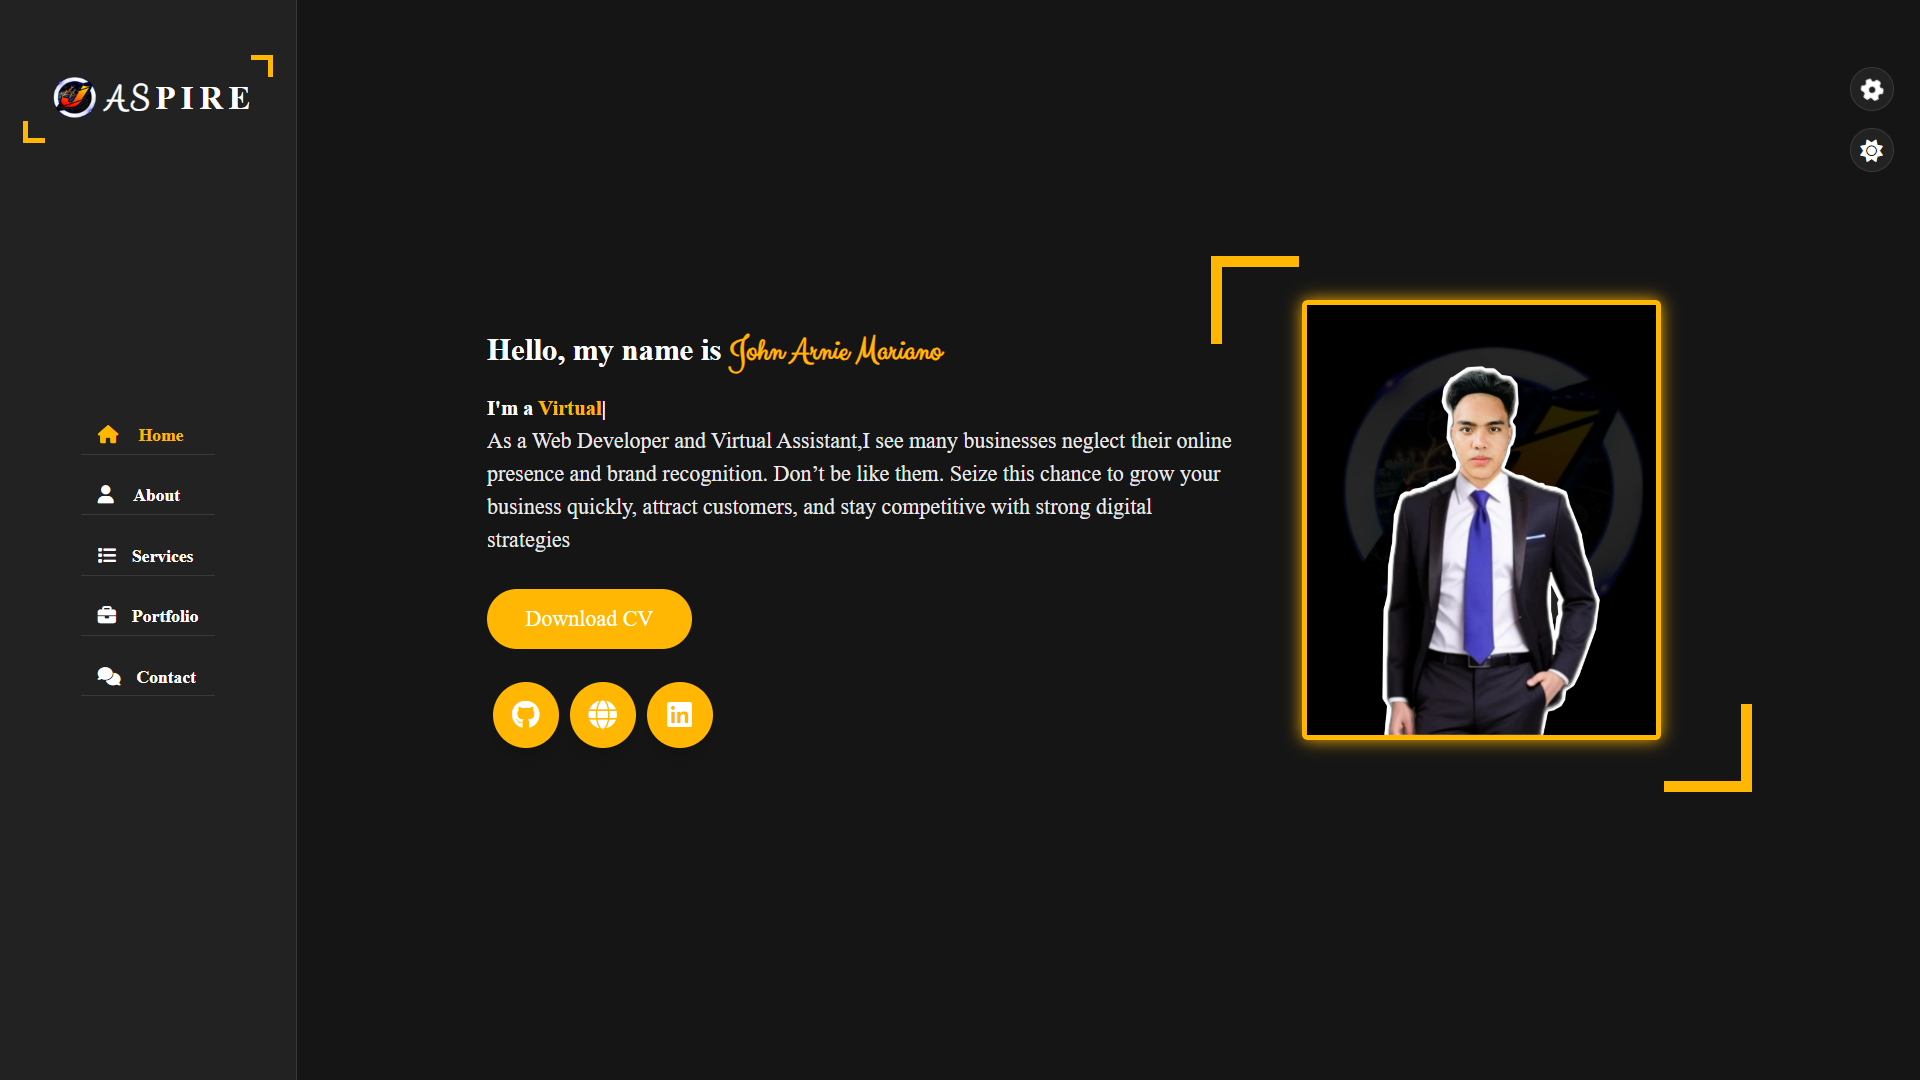 ASPIRE
Home
About
Services
Portfolio
Contact
Hello, my name is John Arnie Mariano
I'm a Virtual|
As a Web Developer and Virtual Assistant,I see many businesses neglect their online
presence and brand recognition. Don’t be like them. Seize this chance to grow your
business quickly, attract customers, and stay competitive with strong digital
strategies
Download CV
in